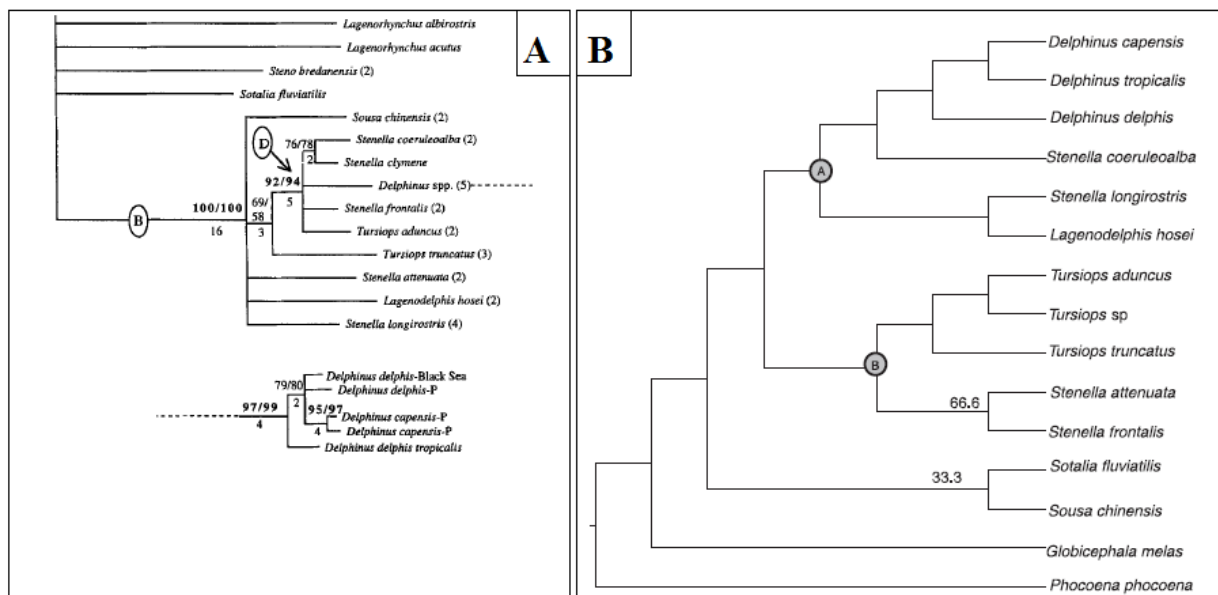 A
Lagenorhynchus albirostris
Lagenorhynchus acutus
Steno bredanensis (2)
Sotalia fluviatilis
Sousa chinensis (2)
D
76/78
Stenella coeruleoalba (2)
2
Stenella clymene
92/94
Delphinus spp. (5)
69/
58
5
Stenella frontalis (2)
100/100
B
16
3
Tursiops aduncus (2)
Tursiops truncatus (3)
Stenella attenuata (2)
Lagenodelphis hosei (2)
Stenella longirostris (4)
Delphinus delphis-Black Sea
79/80
Delphinus delphis-P
2
97/99
95/97
Delphinus capensis-P
4
4
Delphinus capensis-P
Delphinus delphis tropicalis
B
Delphinus capensis
Delphinus tropicalis
Delphinus delphis
A
Stenella coeruleoalba
Stenella longirostris
Lagenodelphis hosei
Tursiops aduncus
Tursiops sp
Tursiops truncatus
B
Stenella attenuata
66.6
Stenella frontalis
Sotalia fluviatilis
33.3
Sousa chinensis
Globicephala melas
Phocoena phocoena